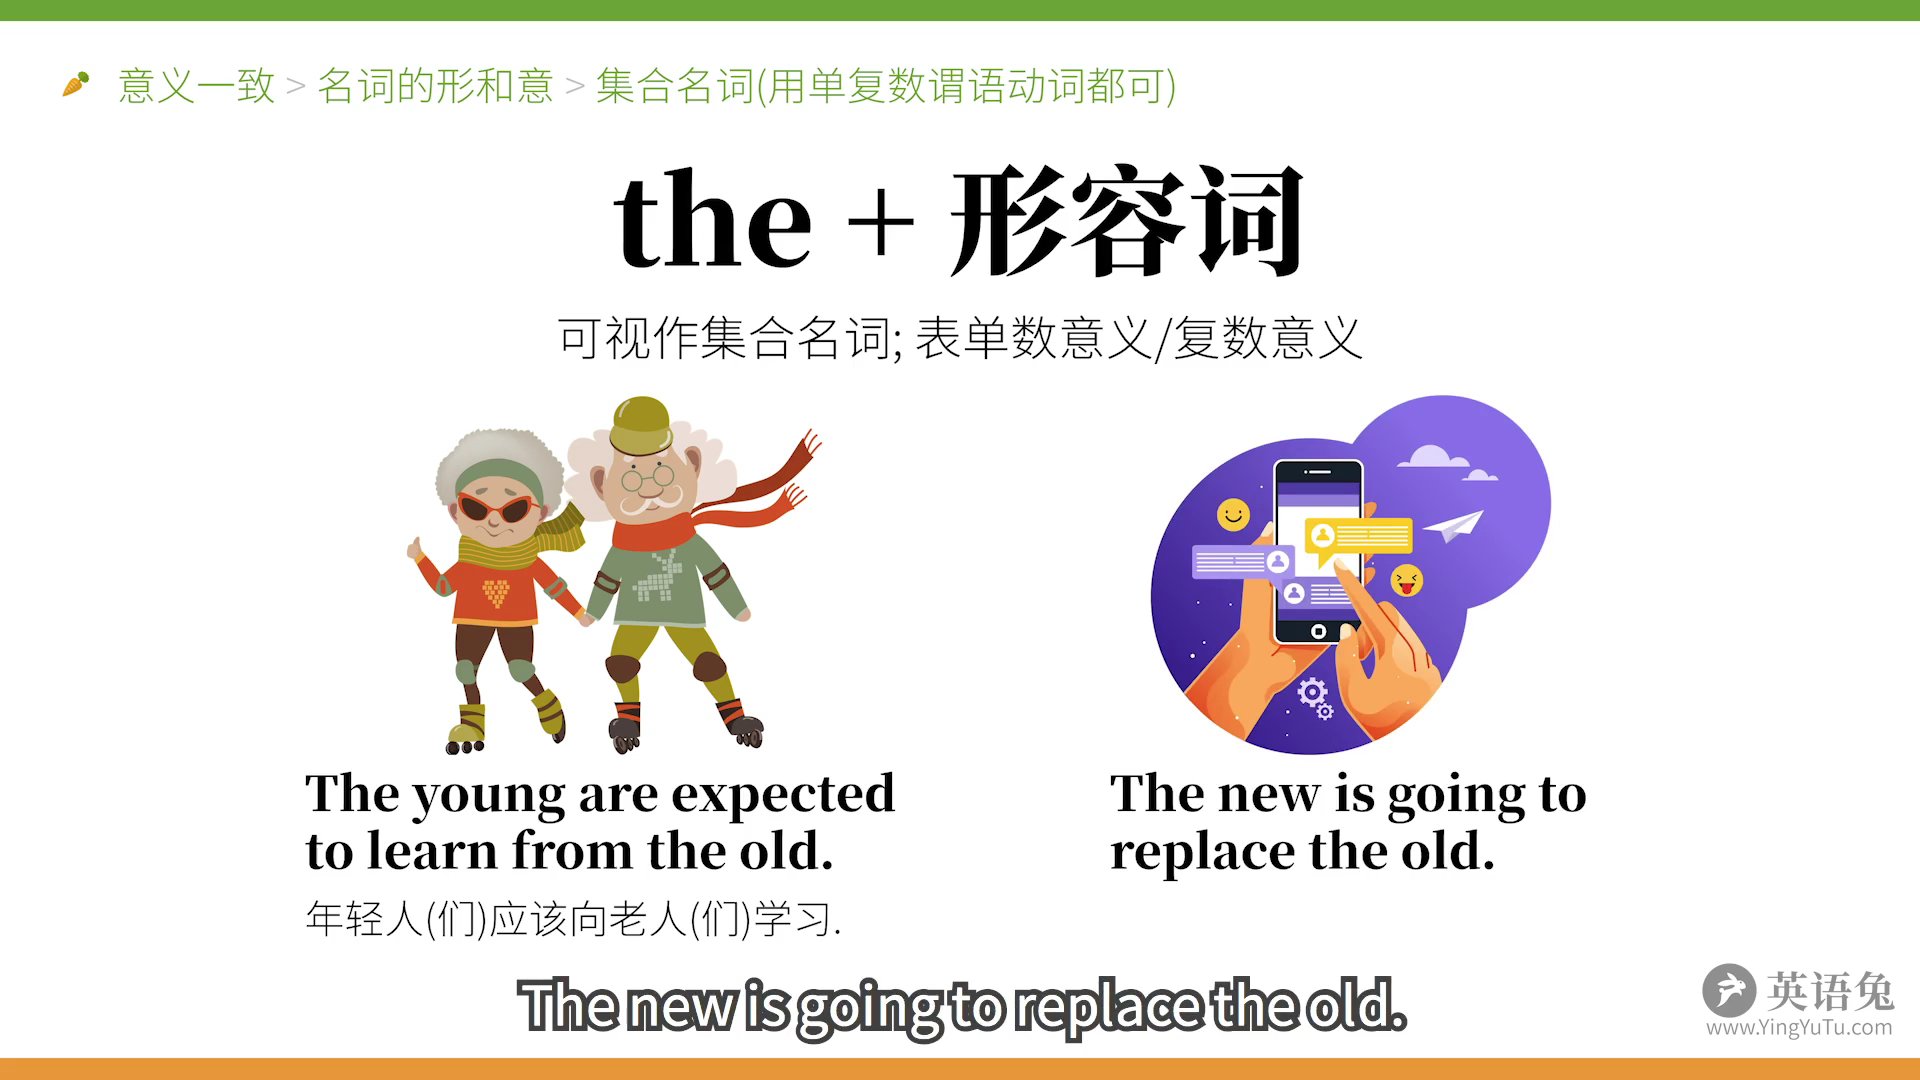 意义一致 > 名词的形和意 > 集合名词(用单复数谓语动词都可)
the + 形容词
可视作集合名词; 表单数意义/复数意义
The young are expected
to learn from the old.
年轻人(们)应该向老人(们)学习.
The new is going to
replace the old.
The new is going to replace the old.
英语兔
www.YingYuTu.com